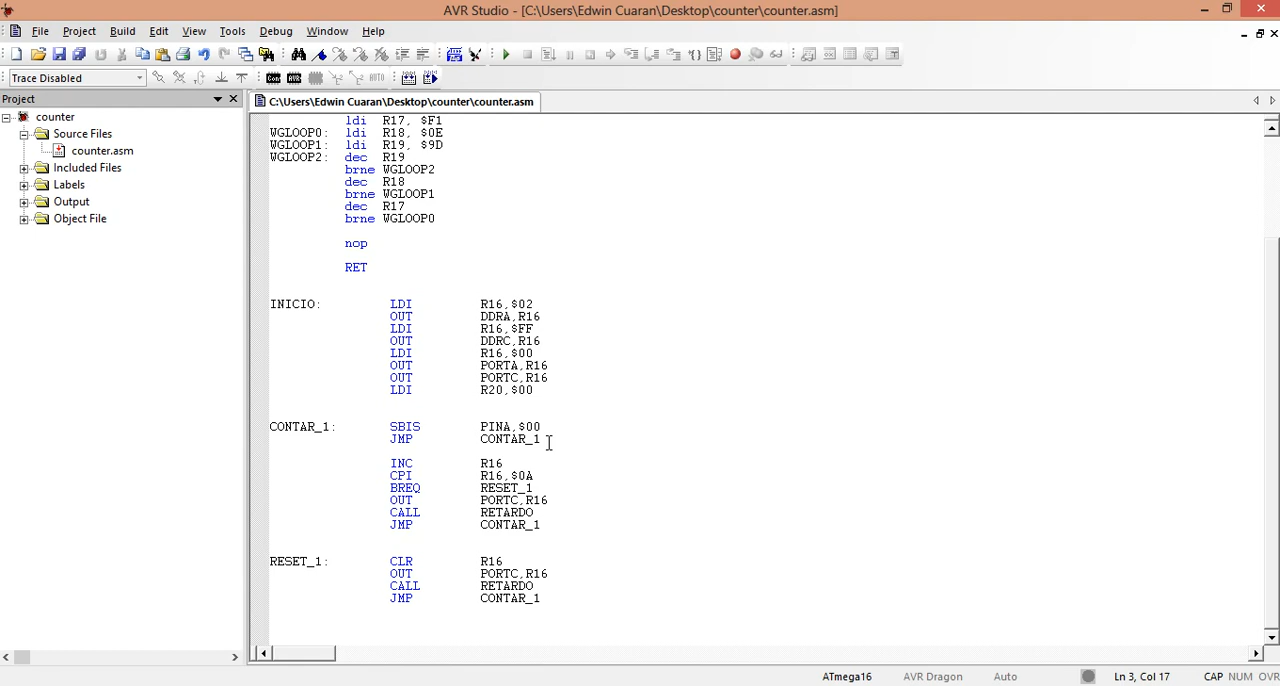 AVR Studio - [C:\Users\Edwin Cuaran\Desktop\counter\counter.asm]
File Project Build Edit View Tools Debug Window Help
Trace Disabled
Con AVR AUTO
Project
C:\Users\Edwin Cuaran\Desktop\counter\counter.asm
counter
Source Files
counter.asm
Included Files
Labels
Output
Object File
ldi R17, $F1
WGLOOP0: ldi R18, $0E
WGLOOP1: ldi R19, $9D
WGLOOP2: dec R19
brne WGLOOP2
dec R18
brne WGLOOP1
dec R17
brne WGLOOP0
nop
RET
INICIO: LDI R16,$02
OUT DDRA,R16
LDI R16,$FF
OUT DDRC,R16
LDI R16,$00
OUT PORTA,R16
OUT PORTC,R16
LDI R20,$00
CONTAR_1: SBIS PINA,$00
JMP CONTAR_1
INC R16
CPI R16,$0A
BREQ RESET_1
OUT PORTC,R16
CALL RETARDO
JMP CONTAR_1
RESET_1: CLR R16
OUT PORTC,R16
CALL RETARDO
JMP CONTAR_1
ATmega16 AVR Dragon Auto Ln 3, Col 17 CAP NUM OVR